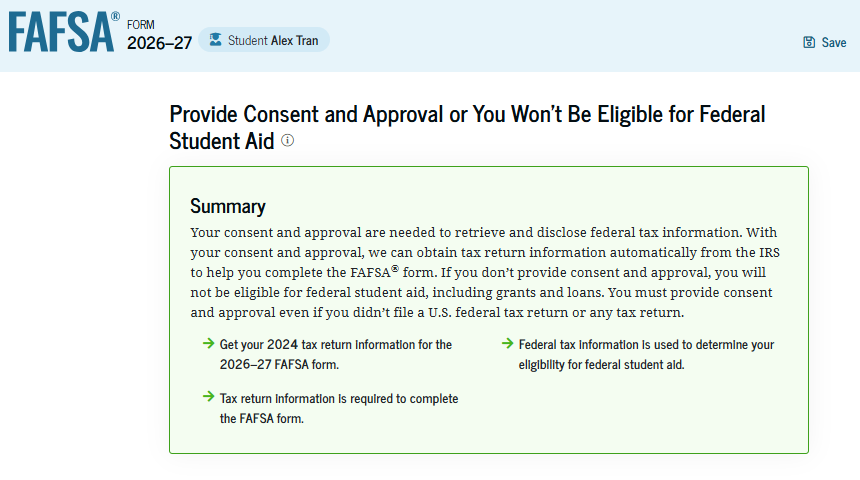 FAFSA®
FORM
2026–27
Student Alex Tran
Save
Provide Consent and Approval or You Won't Be Eligible for Federal
Student Aid
Summary
Your consent and approval are needed to retrieve and disclose federal tax information. With
your consent and approval, we can obtain tax return information automatically from the IRS
to help you complete the FAFSA® form. If you don't provide consent and approval, you will
not be eligible for federal student aid, including grants and loans. You must provide consent
and approval even if you didn't file a U.S. federal tax return or any tax return.
Get your 2024 tax return information for the
2026–27 FAFSA form.
Tax return information is required to complete
the FAFSA form.
Federal tax information is used to determine your
eligibility for federal student aid.